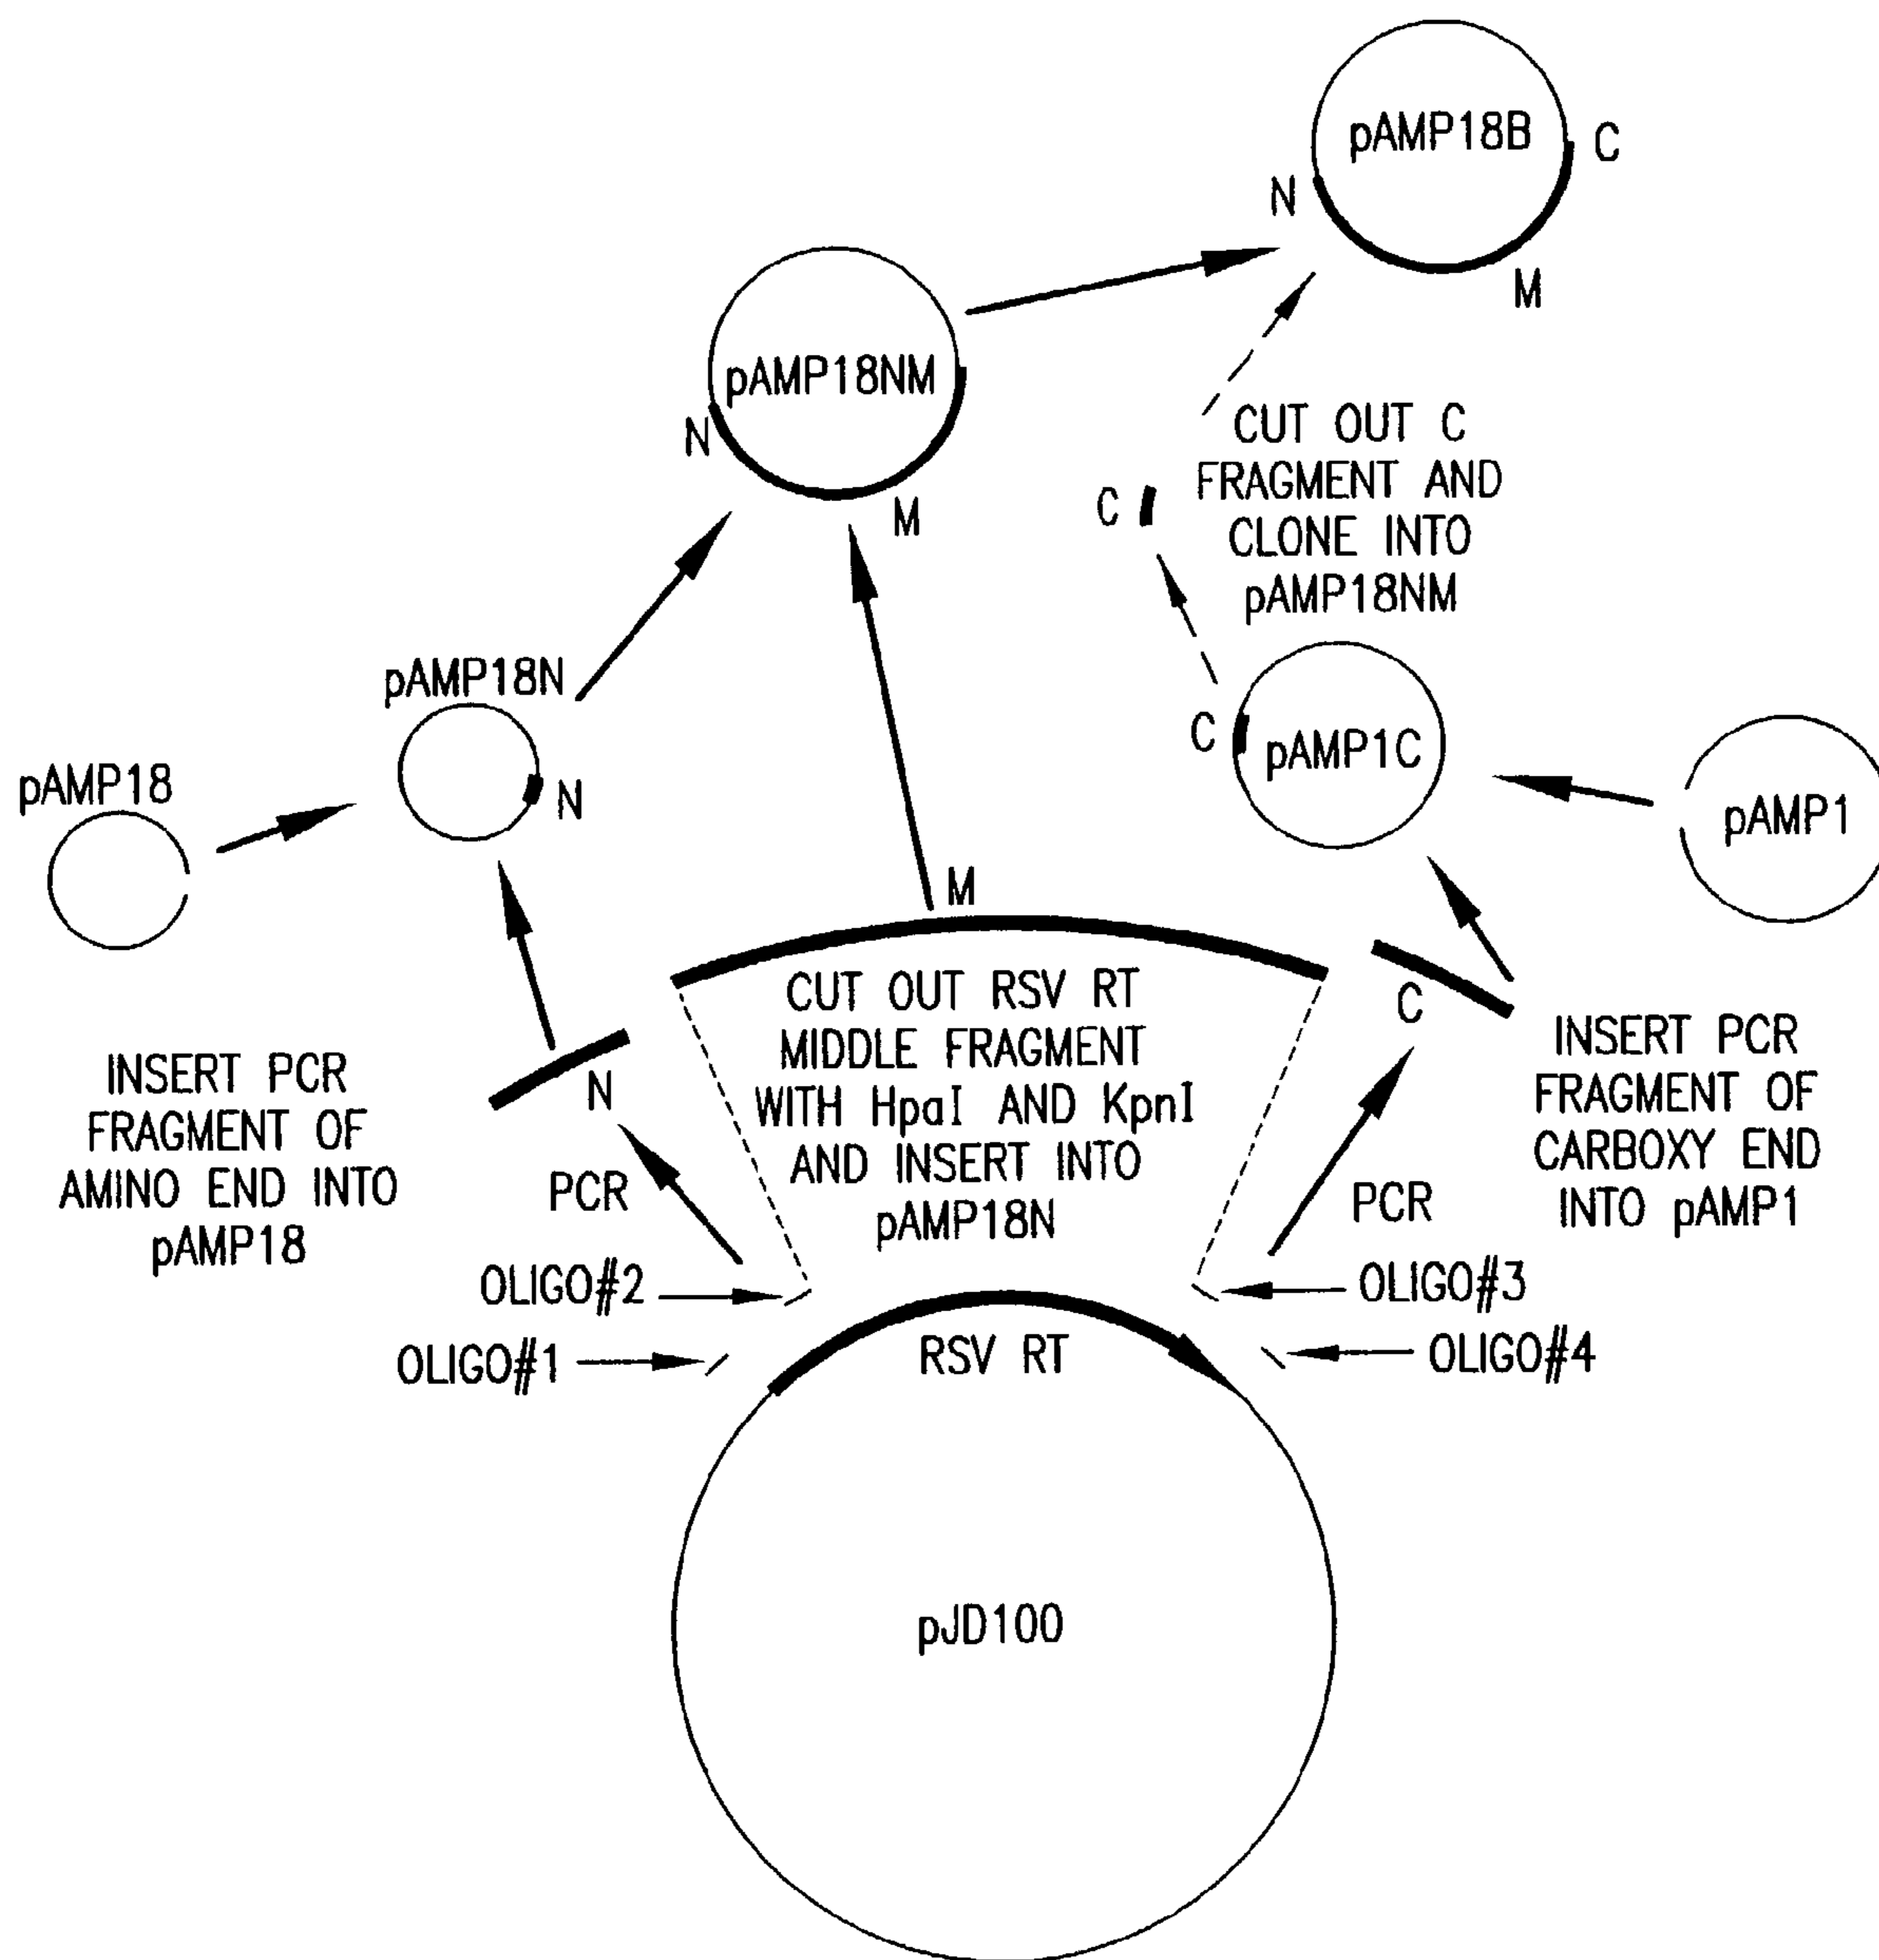 pAMP18B
C
N
M
pAMP18NM
N
M
CUT OUT C
FRAGMENT AND
CLONE INTO
pAMP18NM
C
pAMP18N
N
pAMP18
C
pAMP1C
pAMP1
M
CUT OUT RSV RT
MIDDLE FRAGMENT
WITH HpaI AND KpnI
AND INSERT INTO
pAMP18N
C
INSERT PCR
FRAGMENT OF
CARBOXY END
INTO pAMP1
N
INSERT PCR
FRAGMENT OF
AMINO END INTO
pAMP18
PCR
PCR
OLIGO#2
OLIGO#3
OLIGO#1
RSV RT
OLIGO#4
pJD100